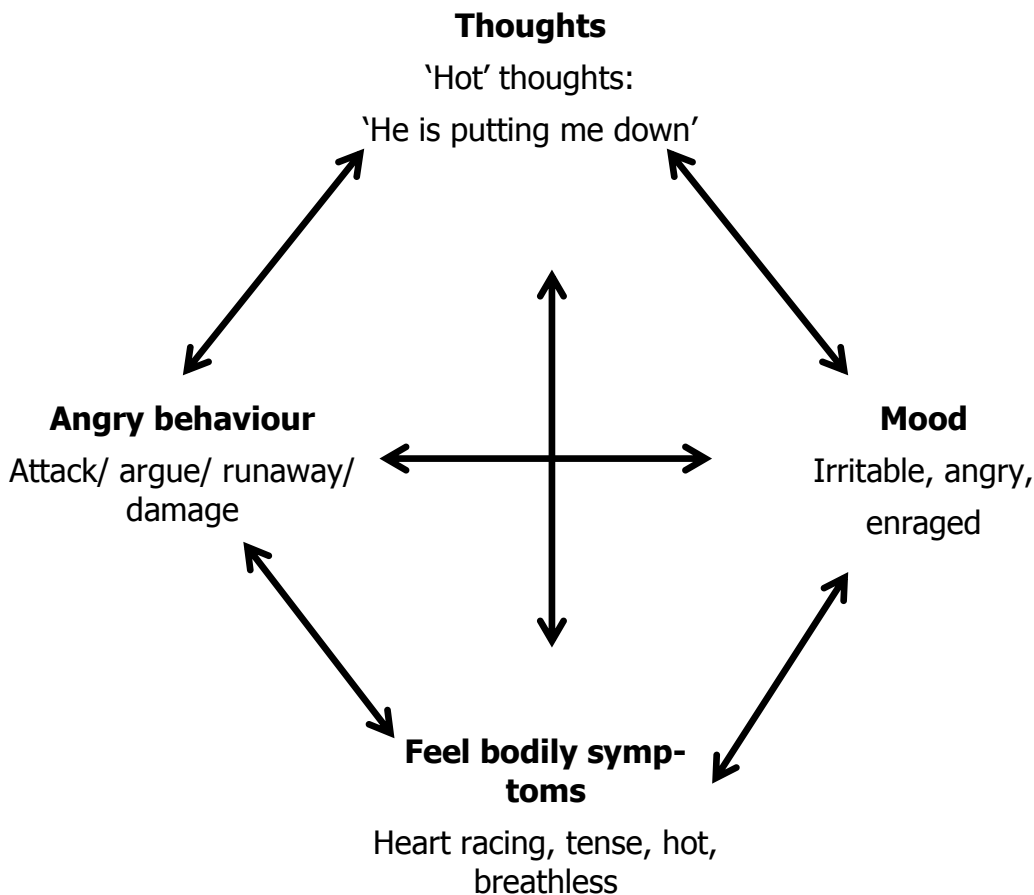 Thoughts
‘Hot’ thoughts:
‘He is putting me down’
Angry behaviour
Attack/ argue/ runaway/
damage
Mood
Irritable, angry,
enraged
Feel bodily symp-
toms
Heart racing, tense, hot,
breathless